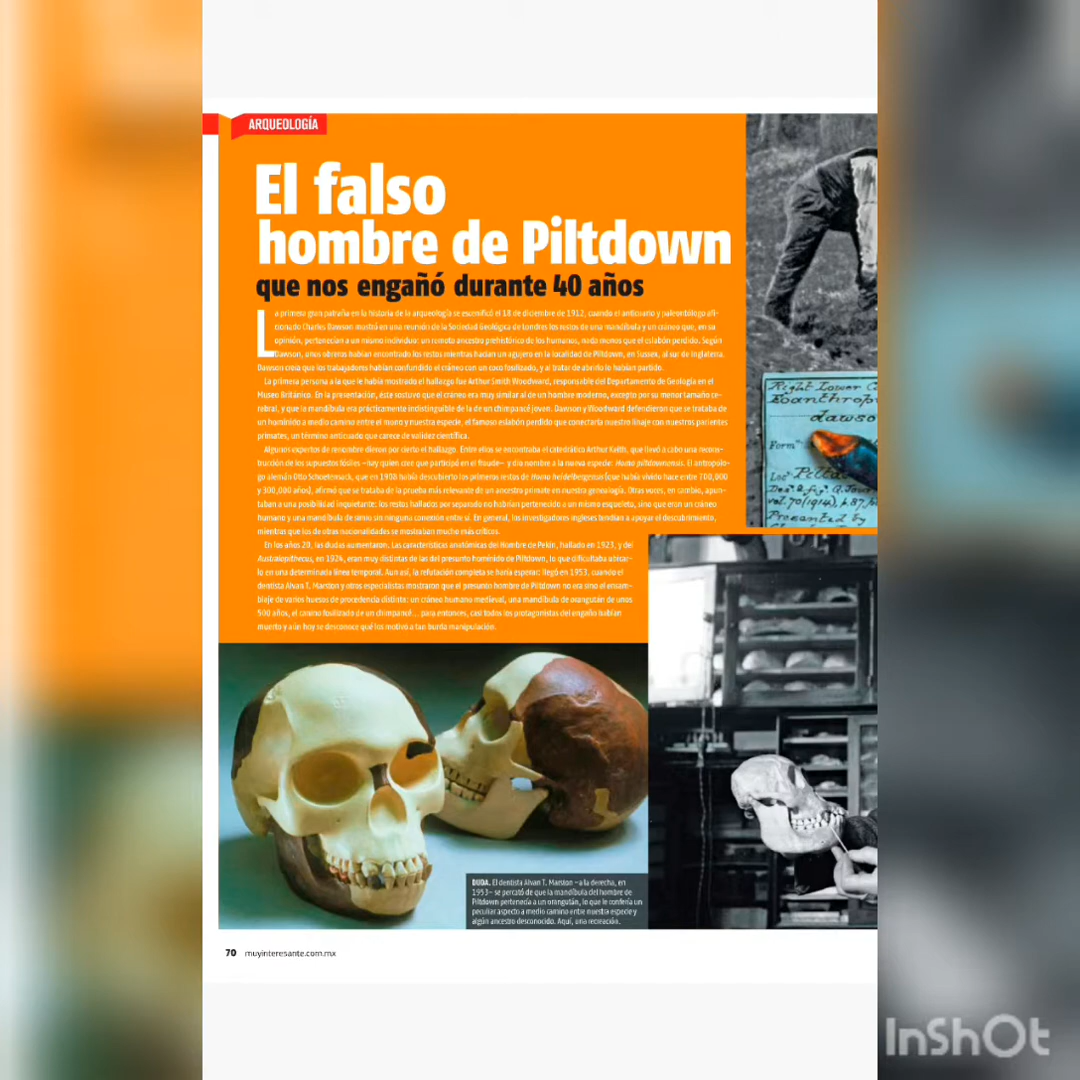 ARQUEOLOGÍA
El falso
hombre de Piltdown
que nos engañó durante 40 años
La primera gran patraña en la historia de la arqueología se escenificó el 18 de diciembre de 1912, cuando el anticuario y paleontólogo afi-
cionado Charles Dawson mostró en una reunión de la Sociedad Geológica de Londres los restos de una mandíbula y un cráneo que, en su
opinión, pertenecían a un mismo individuo: un remoto ancestro prehistórico de los humanos, nada menos que el eslabón perdido. Según
Dawson, unos obreros habían encontrado los restos mientras hacían un agujero en la localidad de Piltdown, en Sussex, al sur de Inglaterra.
Dawson creía que los trabajadores habían confundido el cráneo con un coco fosilizado, y al tratar de abrirlo lo habían partido.
La primera persona a la que le había mostrado el hallazgo fue Arthur Smith Woodward, responsable del Departamento de Geología en el
Museo Británico. En la presentación, este sostuvo que el cráneo era muy similar al de un hombre moderno, excepto por su menor tamaño ce-
rebral, y que la mandíbula era prácticamente indistinguible de la de un chimpancé joven. Dawson y Woodward defendieron que se trataba de
un homínido a medio camino entre el mono y nuestra especie, el famoso eslabón perdido que conectaría nuestro linaje con nuestros parientes
primates, un término anticuado que carece de validez científica.
Algunos expertos de renombre dieron por cierto el hallazgo. Entre ellos se encontraba el catedrático Arthur Keith, que llevó a cabo una recons-
trucción de los supuestos fósiles –hay quien cree que participó en el fraude– y dio nombre a la nueva especie: Homo piltdownensis. El antropólo-
go alemán Otto Schoetensack, que en 1908 había descubierto los primeros restos de Homo heidelbergensis (que había vivido hace entre 700,000
y 300,000 años), afirmó que se trataba de la prueba más relevante de un ancestro primate en nuestra genealogía. Otras voces, en cambio, apun-
taban a una posibilidad inquietante: los restos hallados por separado no habrían pertenecido a un mismo esqueleto, sino que eran un cráneo
humano y una mandíbula de simios sin ninguna conexión entre sí. En general, los investigadores ingleses tendían a apoyar el descubrimiento,
mientras que los de otras nacionalidades se mostraban mucho más críticos.
En los años 20, las dudas aumentaron. Las características anatómicas del Hombre de Pekín, hallado en 1923, y del
Australopithecus, en 1924, eran muy distintas de las del presunto homínido de Piltdown, lo que dificultaba ubicar-
lo en una determinada línea temporal. Aun así, la refutación completa se haría esperar: llegó en 1953, cuando el
dentista Alvan T. Marston y otros especialistas mostraron que el presunto hombre de Piltdown no era sino el ensam-
blaje de varios huesos de procedencia distinta: un cráneo humano medieval, una mandíbula de orangután de unos
500 años, el canino fosilizado de un chimpancé... para entonces, casi todos los protagonistas del engaño habían
muerto y aún hoy se desconoce qué los motivó a tan burda manipulación.
Right Lower C
Eoanthrop
dawso
Form
Loc Piltd
Des. & fig. Q. Jour
vol. 70 (1914), p. 87, f
Presented by
DUDA. El dentista Alvan T. Marston –a la derecha, en
1953– se percató de que la mandíbula del hombre de
Piltdown pertenecía a un orangután, lo que le confería un
peculiar aspecto a medio camino entre nuestra especie y
algún ancestro desconocido. Aquí, una recreación.
70 muyinteresante.com.mx
InShOt